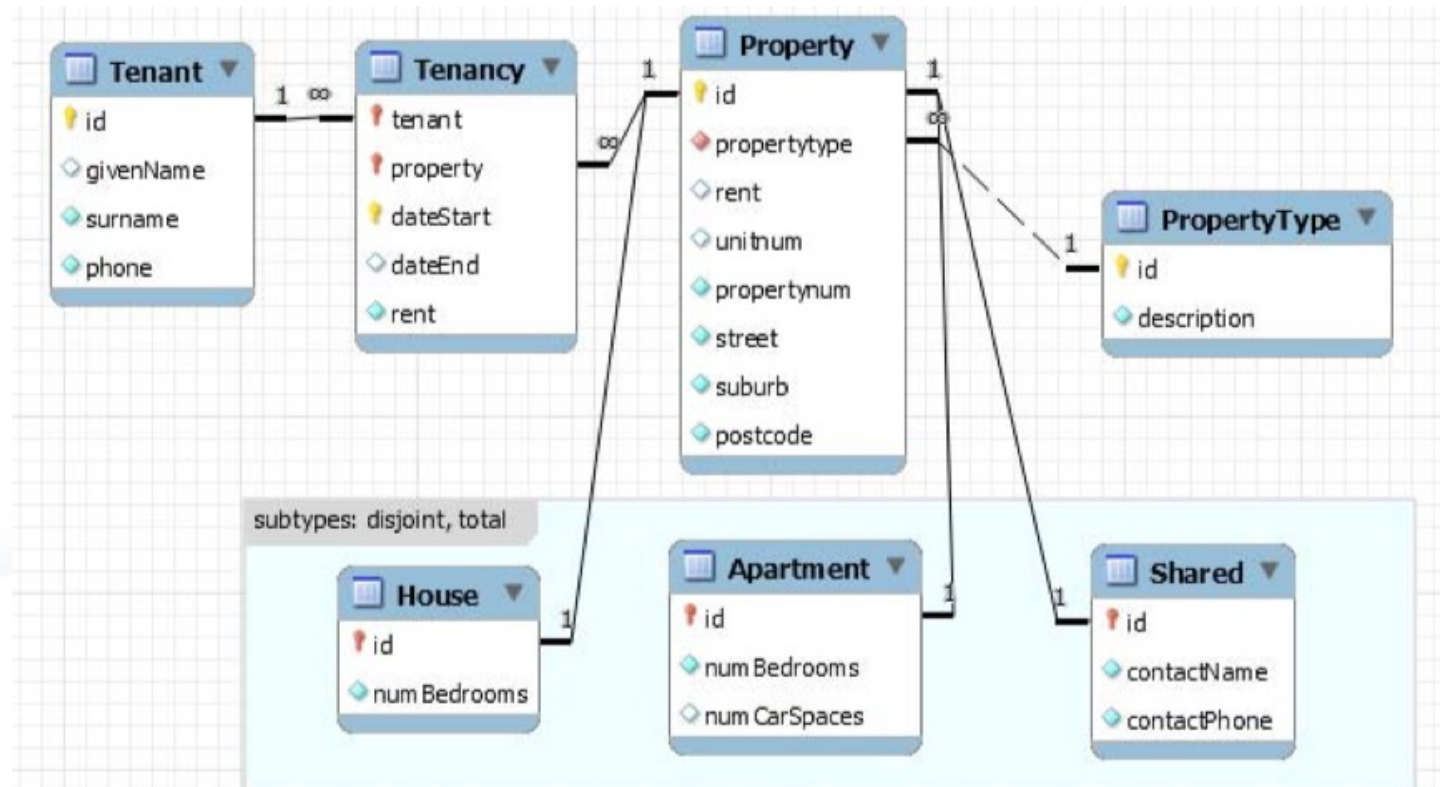 Tenant
id
givenName
surname
phone
1 ∞
Tenancy
tenant
property
dateStart
dateEnd
rent
∞
1
Property
id
propertytype
rent
unitnum
propertynum
street
suburb
postcode
1
∞
1
PropertyType
id
description
subtypes: disjoint, total
House
id
numBedrooms
1
Apartment
id
numBedrooms
numCarSpaces
1
Shared
id
contactName
contactPhone
1